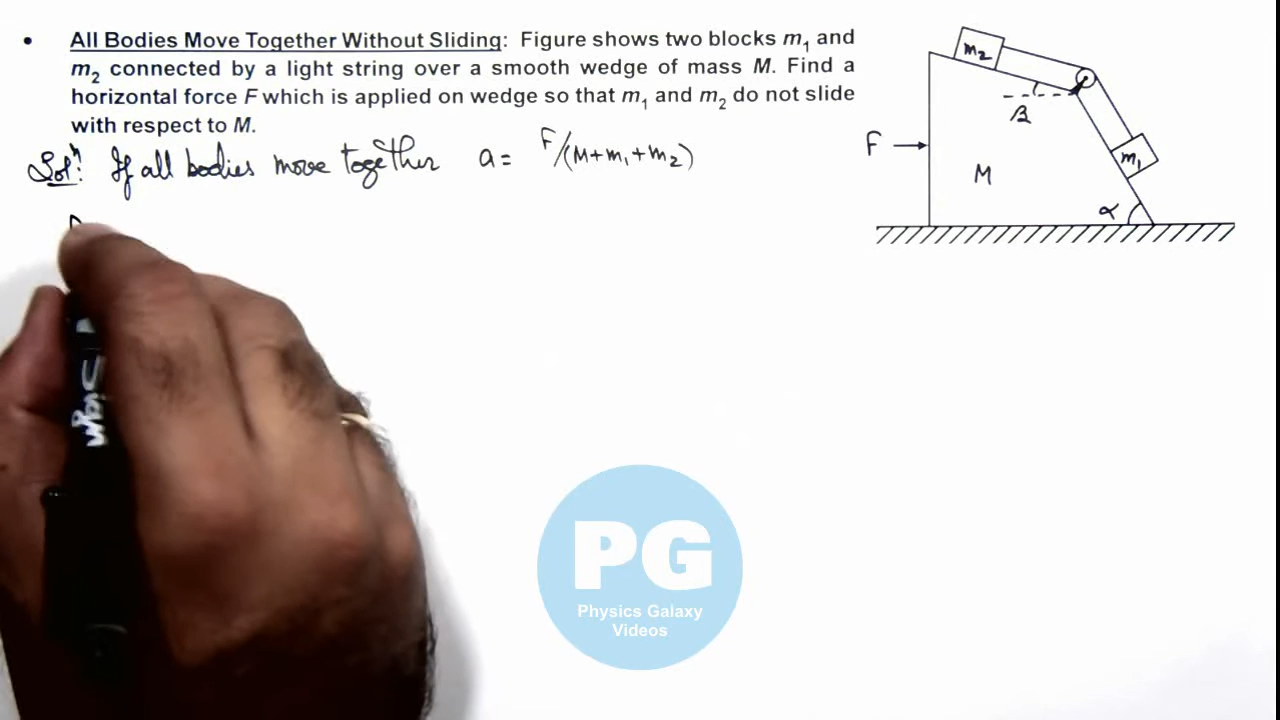 • All Bodies Move Together Without Sliding: Figure shows two blocks m₁ and
m₂ connected by a light string over a smooth wedge of mass M. Find a
horizontal force F which is applied on wedge so that m₁ and m₂ do not slide
with respect to M.
Solⁿ: If all bodies move together a = F/(M+m₁+m₂)
m₂
β
F
m₁
M
α
PG
Physics Galaxy
Videos